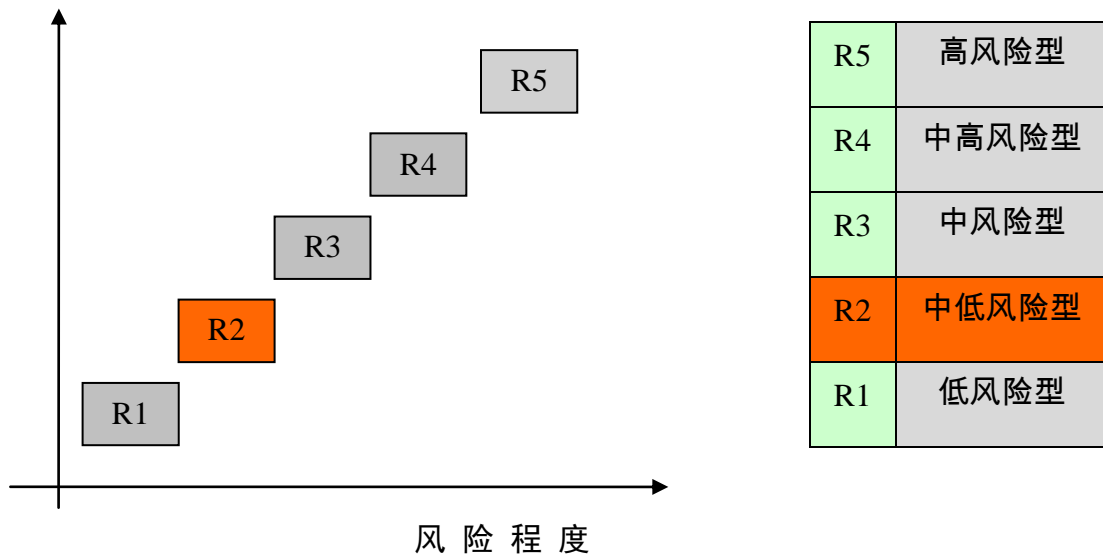 R5
R4
R3
R2
R1
风险程度
R5 高风险型
R4 中高风险型
R3 中风险型
R2 中低风险型
R1 低风险型